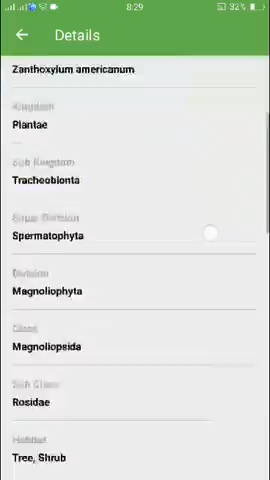 8:29
32%
Details
Zanthoxylum americanum
Kingdom
Plantae
Sub Kingdom
Tracheobionta
Super Division
Spermatophyta
Division
Magnoliophyta
Class
Magnoliopsida
Sub Class
Rosidae
Habitat
Tree, Shrub